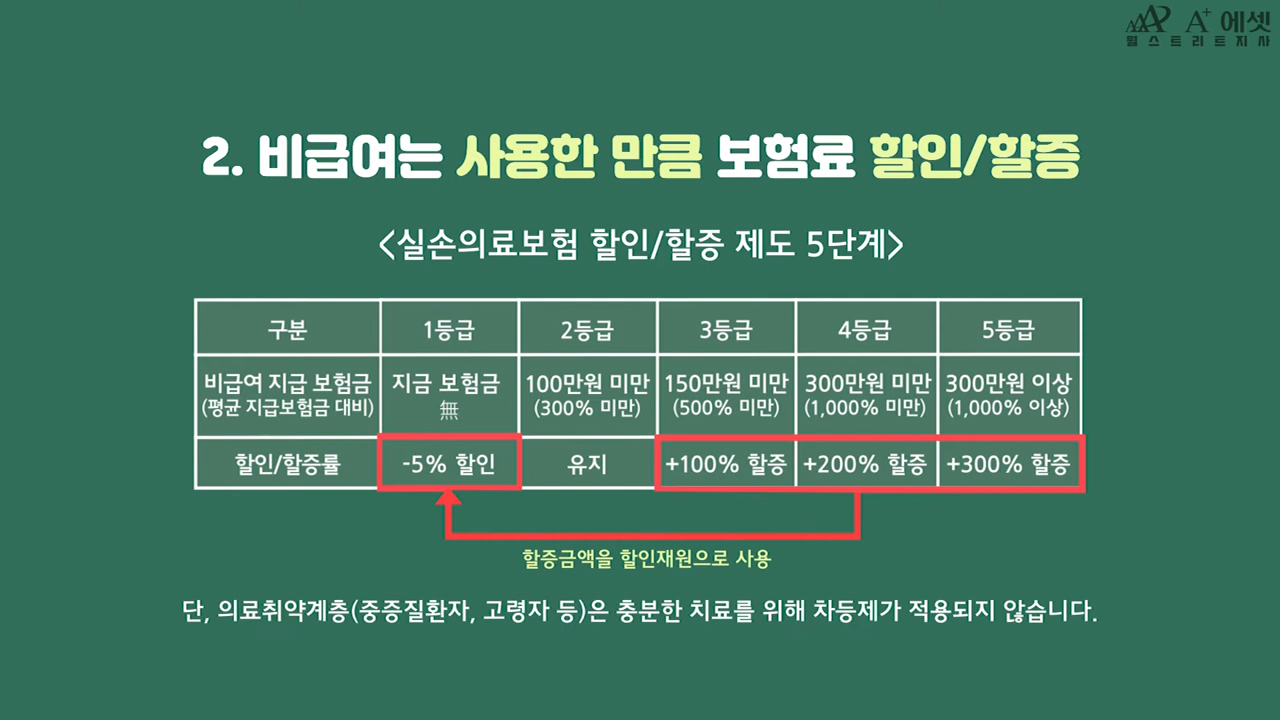 A⁺ 에셋
월스트리트지사
2. 비급여는 사용한 만큼 보험료 할인/할증
<실손의료보험 할인/할증 제도 5단계>
구분 1등급 2등급 3등급 4등급 5등급
비급여 지급 보험금 지금 보험금 100만원 미만 150만원 미만 300만원 미만 300만원 이상
(평균 지급보험금 대비) 無 (300% 미만) (500% 미만) (1,000% 미만) (1,000% 이상)
할인/할증률 -5% 할인 유지 +100% 할증 +200% 할증 +300% 할증
할증금액을 할인재원으로 사용
단, 의료취약계층(중증질환자, 고령자 등)은 충분한 치료를 위해 차등제가 적용되지 않습니다.